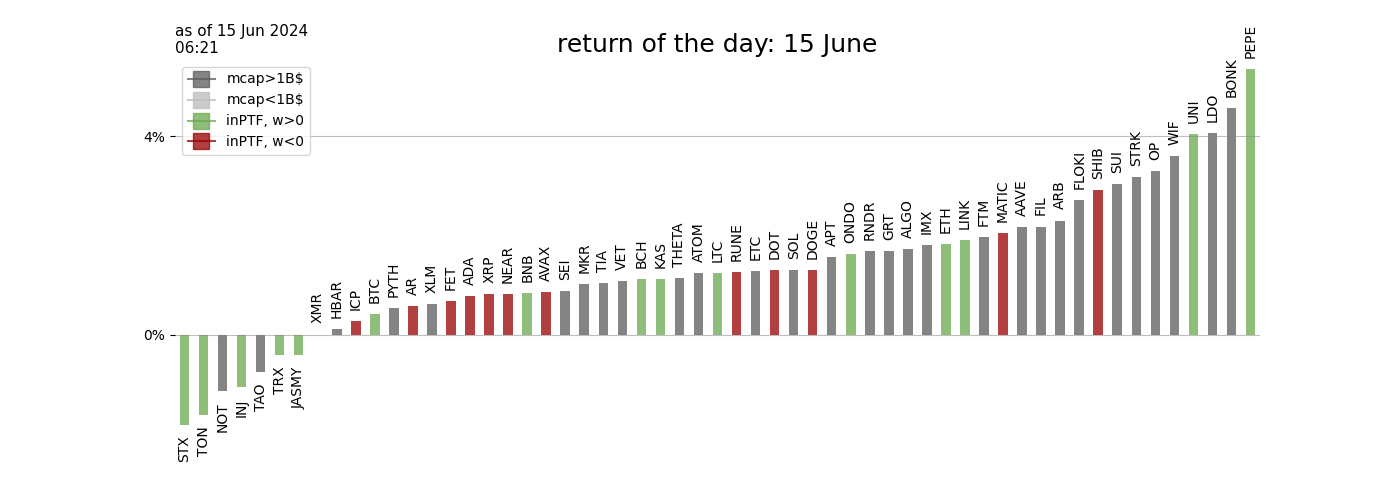 as of 15 Jun 2024
06:21
return of the day: 15 June
mcap>1B$
mcap<1B$
inPTF, w>0
inPTF, w<0
4%
0%
STX
TON
NOT
INJ
TAO
TRX
JASMY
XMR
HBAR
ICP
BTC
PYTH
AR
XLM
FET
ADA
XRP
NEAR
BNB
AVAX
SEI
MKR
TIA
VET
BCH
KAS
THETA
ATOM
LTC
RUNE
ETC
DOT
SOL
DOGE
APT
ONDO
RNDR
GRT
ALGO
IMX
ETH
LINK
FTM
MATIC
AAVE
FIL
ARB
FLOKI
SHIB
SUI
STRK
OP
WIF
UNI
LDO
BONK
PEPE